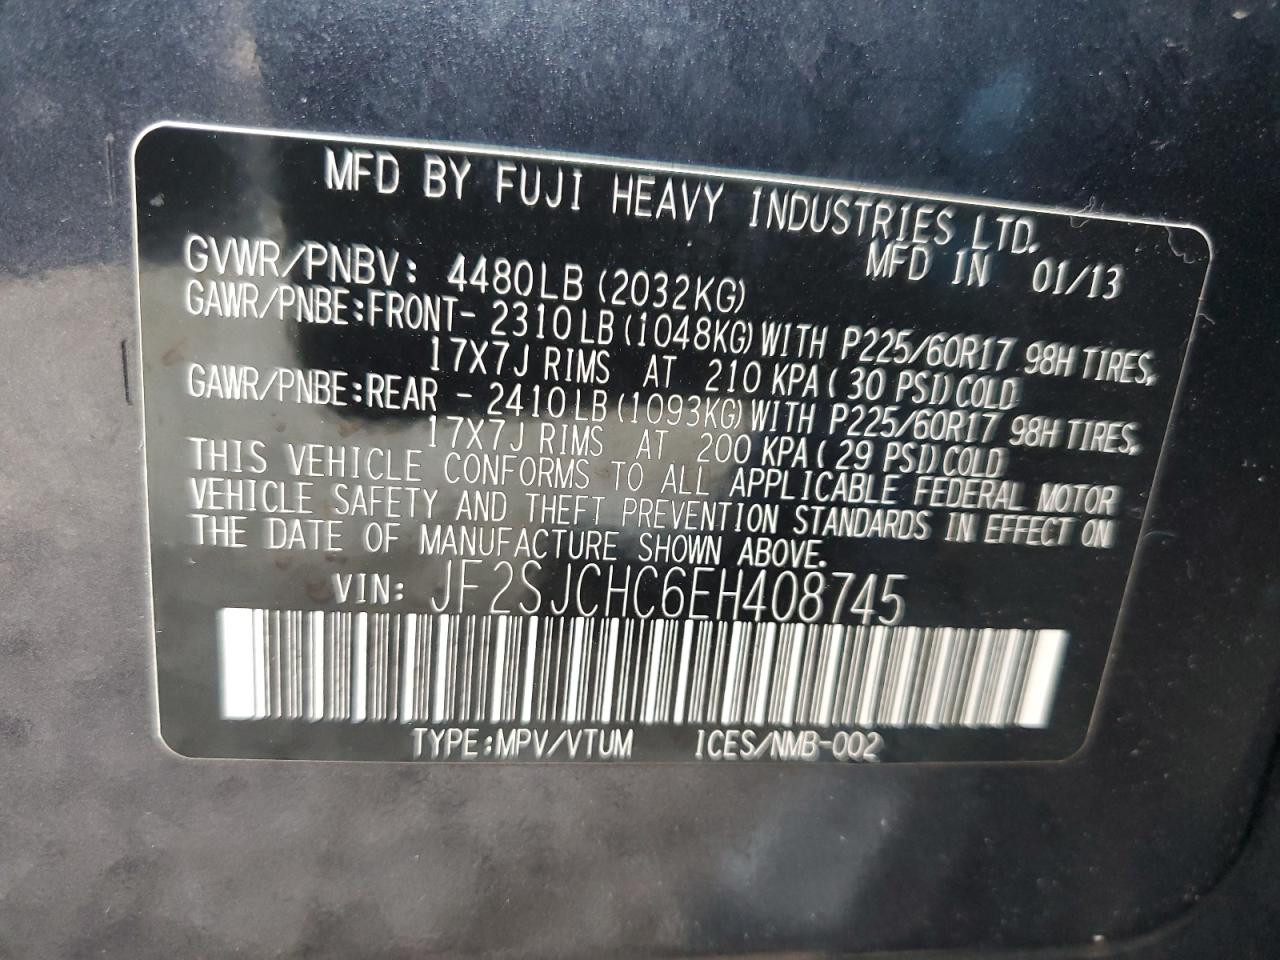 MFD BY FUJI HEAVY INDUSTRIES LTD.
MFD IN 01/13
GVWR/PNBV: 4480LB (2032KG)
GAWR/PNBE:FRONT- 2310LB (1048KG) WITH P225/60R17 98H TIRES,
17X7J RIMS AT 210 KPA ( 30 PSI) COLD
GAWR/PNBE:REAR - 2410LB (1093KG) WITH P225/60R17 98H TIRES,
17X7J RIMS AT 200 KPA ( 29 PSI) COLD
THIS VEHICLE CONFORMS TO ALL APPLICABLE FEDERAL MOTOR
VEHICLE SAFETY AND THEFT PREVENTION STANDARDS IN EFFECT ON
THE DATE OF MANUFACTURE SHOWN ABOVE.
VIN: JF2SJCHC6EH408745
TYPE:MPV/VTUM ICES/NMB-002